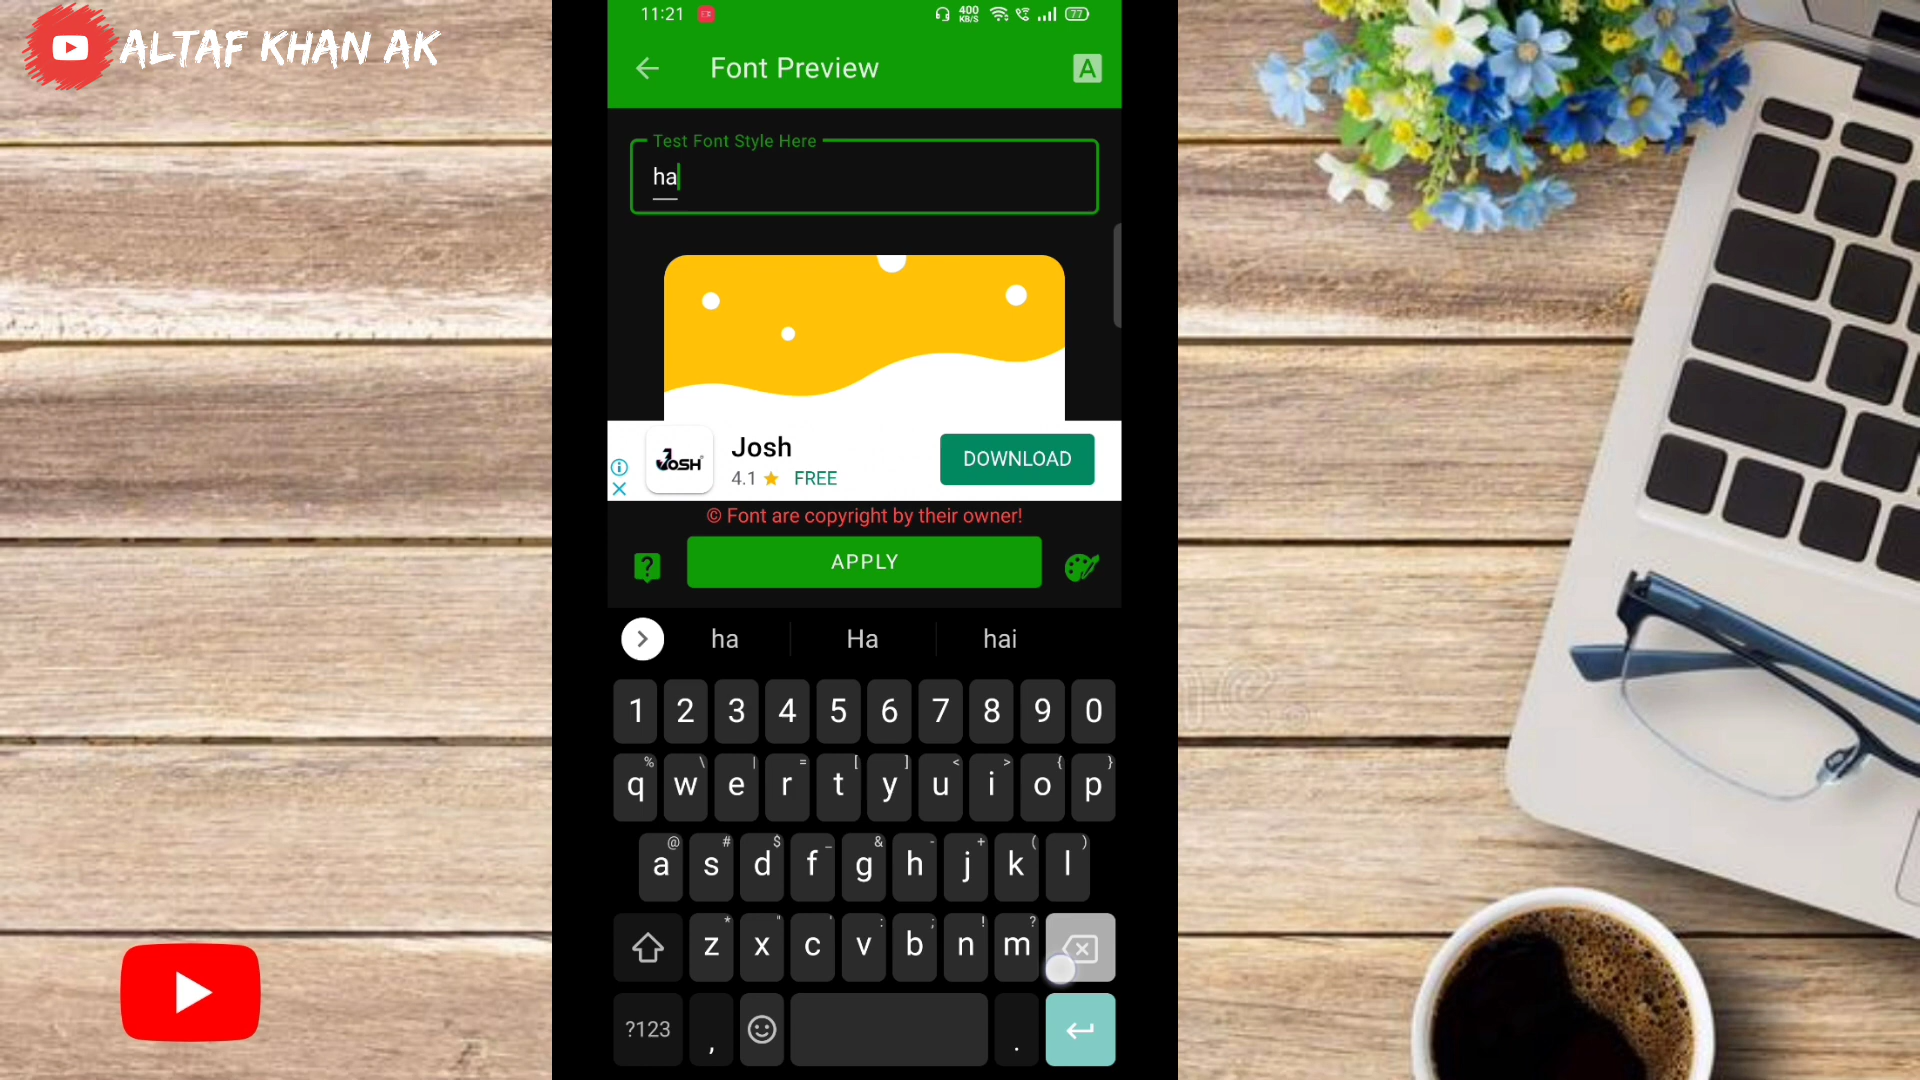 ALTAF KHAN AK
11:21
400
KB/S
77
Font Preview
A
Test Font Style Here
ha
JOSH
Josh
4.1 ★ FREE
DOWNLOAD
© Font are copyright by their owner!
?
APPLY
ha Ha hai
1 2 3 4 5 6 7 8 9 0
% \ | = [ ] < > { }
q w e r t y u i o p
@ # $ _ & - + ( )
a s d f g h j k l
* " ' : ; ! ?
z x c v b n m
?123 , .